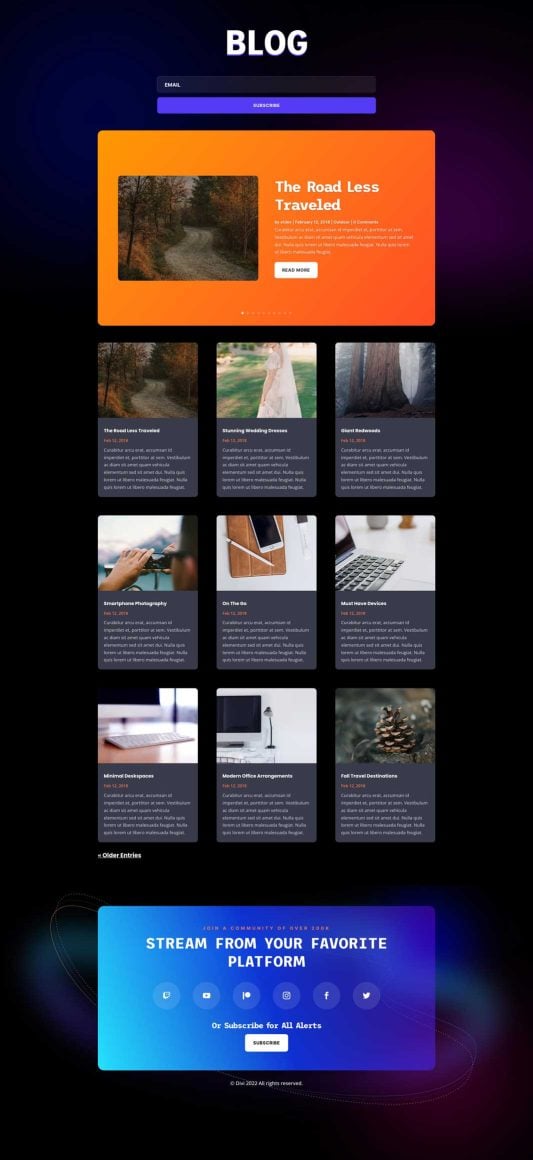 BLOG
EMAIL
SUBSCRIBE
The Road Less
Traveled
by etdev | February 12, 2018 | Outdoor | 0 Comments
Curabitur arcu erat, accumsan id imperdiet et, porttitor at sem.
Vestibulum ac diam sit amet quam vehicula elementum sed sit amet
dui. Nulla quis lorem ut libero malesuada feugiat. Nulla quis lorem
ut libero malesuada feugiat.
READ MORE
The Road Less Traveled
Feb 12, 2018
Curabitur arcu erat, accumsan id
imperdiet et, porttitor at sem. Vestibulum
ac diam sit amet quam vehicula
elementum sed sit amet dui. Nulla quis
lorem ut libero malesuada feugiat. Nulla
quis lorem ut libero malesuada feugiat.
Stunning Wedding Dresses
Feb 12, 2018
Curabitur arcu erat, accumsan id
imperdiet et, porttitor at sem. Vestibulum
ac diam sit amet quam vehicula
elementum sed sit amet dui. Nulla quis
lorem ut libero malesuada feugiat. Nulla
quis lorem ut libero malesuada feugiat.
Giant Redwoods
Feb 12, 2018
Curabitur arcu erat, accumsan id
imperdiet et, porttitor at sem. Vestibulum
ac diam sit amet quam vehicula
elementum sed sit amet dui. Nulla quis
lorem ut libero malesuada feugiat. Nulla
quis lorem ut libero malesuada feugiat.
Smartphone Photography
Feb 12, 2018
Curabitur arcu erat, accumsan id
imperdiet et, porttitor at sem. Vestibulum
ac diam sit amet quam vehicula
elementum sed sit amet dui. Nulla quis
lorem ut libero malesuada feugiat. Nulla
quis lorem ut libero malesuada feugiat.
On The Go
Feb 12, 2018
Curabitur arcu erat, accumsan id
imperdiet et, porttitor at sem. Vestibulum
ac diam sit amet quam vehicula
elementum sed sit amet dui. Nulla quis
lorem ut libero malesuada feugiat. Nulla
quis lorem ut libero malesuada feugiat.
Must Have Devices
Feb 12, 2018
Curabitur arcu erat, accumsan id
imperdiet et, porttitor at sem. Vestibulum
ac diam sit amet quam vehicula
elementum sed sit amet dui. Nulla quis
lorem ut libero malesuada feugiat. Nulla
quis lorem ut libero malesuada feugiat.
Minimal Deskspaces
Feb 12, 2018
Curabitur arcu erat, accumsan id
imperdiet et, porttitor at sem. Vestibulum
ac diam sit amet quam vehicula
elementum sed sit amet dui. Nulla quis
lorem ut libero malesuada feugiat. Nulla
quis lorem ut libero malesuada feugiat.
Modern Office Arrangements
Feb 12, 2018
Curabitur arcu erat, accumsan id
imperdiet et, porttitor at sem. Vestibulum
ac diam sit amet quam vehicula
elementum sed sit amet dui. Nulla quis
lorem ut libero malesuada feugiat. Nulla
quis lorem ut libero malesuada feugiat.
Fall Travel Destinations
Feb 12, 2018
Curabitur arcu erat, accumsan id
imperdiet et, porttitor at sem. Vestibulum
ac diam sit amet quam vehicula
elementum sed sit amet dui. Nulla quis
lorem ut libero malesuada feugiat. Nulla
quis lorem ut libero malesuada feugiat.
« Older Entries
JOIN A COMMUNITY OF OVER 200K
STREAM FROM YOUR FAVORITE
PLATFORM
Or Subscribe for All Alerts
SUBSCRIBE
© Divi 2022 All rights reserved.